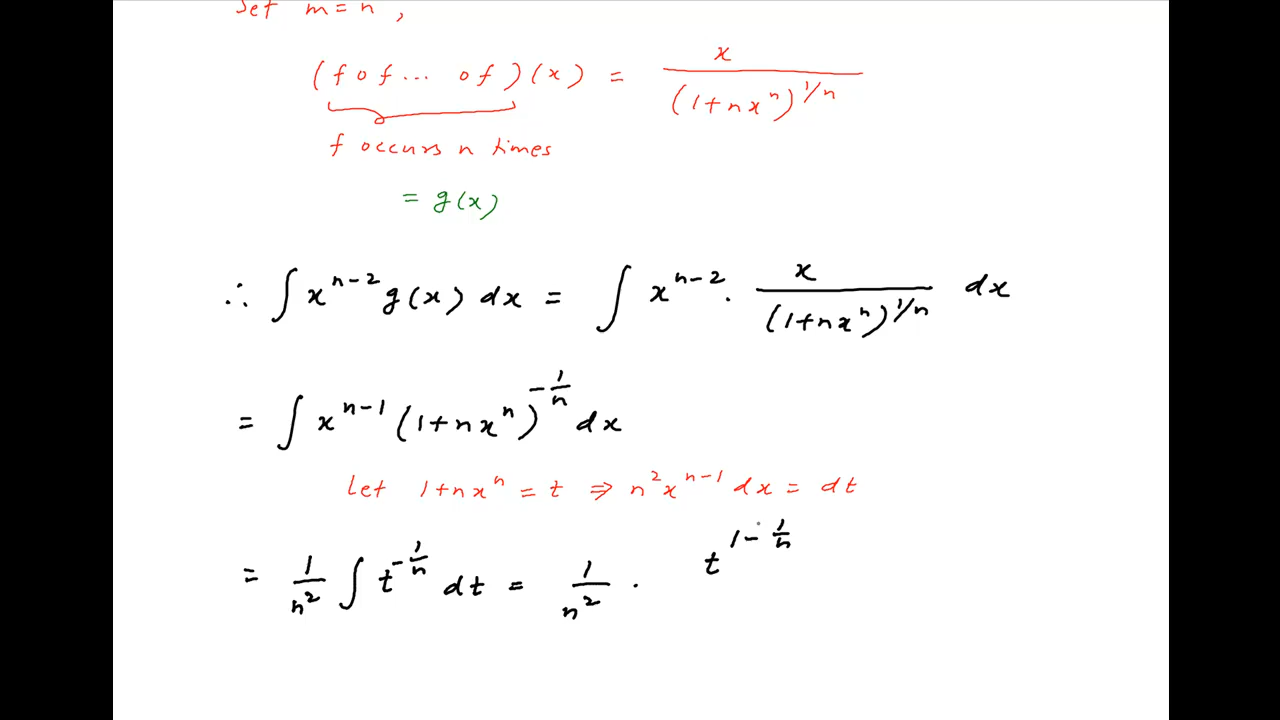 Set m = n ,
(f o f ... o f)(x) = x / (1+nx^n)^{1/n}
f occurs n times
= g(x)
∴ ∫ x^{n-2} g(x) dx = ∫ x^{n-2} . x / (1+nx^n)^{1/n} dx
= ∫ x^{n-1} (1+nx^n)^{-1/n} dx
Let 1+nx^n = t ⇒ n^2 x^{n-1} dx = dt
= 1/n^2 ∫ t^{-1/n} dt = 1/n^2 . t^{1-1/n}